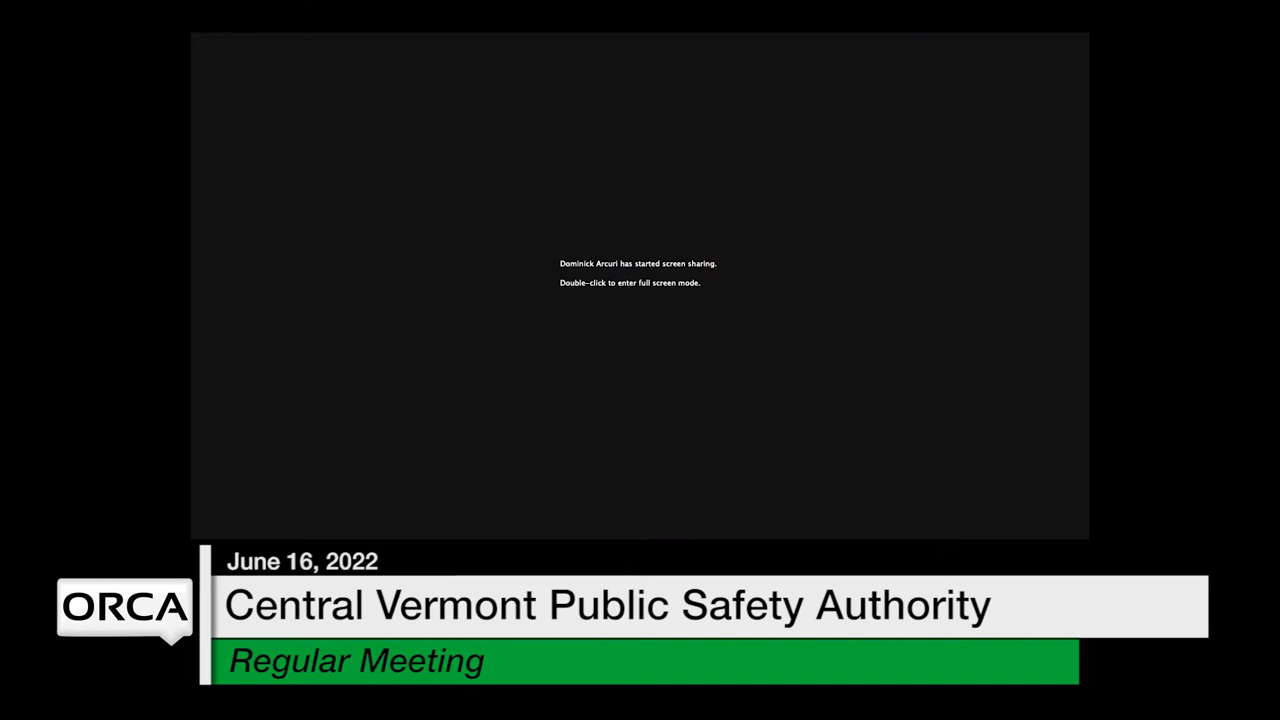 Dominick Arcuri has started screen sharing.
Double-click to enter full screen mode.
June 16, 2022
ORCA
Central Vermont Public Safety Authority
Regular Meeting